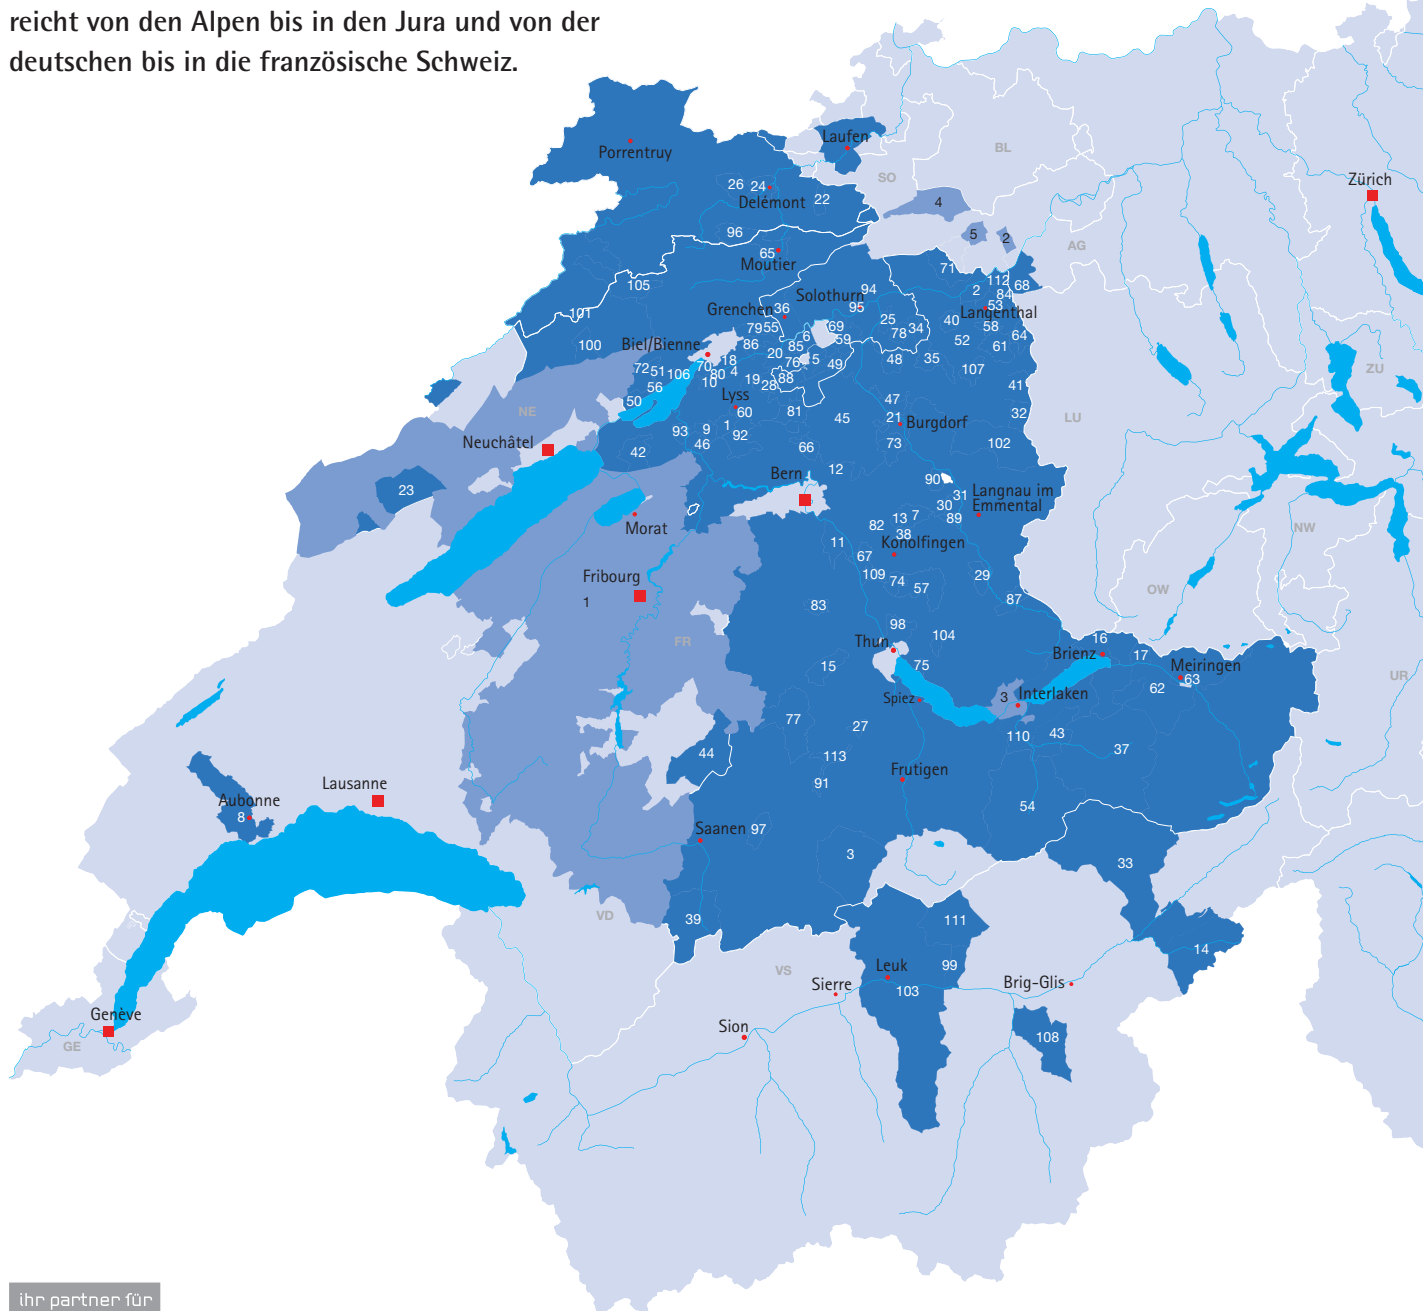 reicht von den Alpen bis in den Jura und von der
deutschen bis in die französische Schweiz.
Laufen
Porrentruy
BL
SO
Zürich
26 24
Delémont
22
4
96
5 2
AG
65
Moutier
71
112 68
105
94
2 84
Solothurn
36
95
53
Grenchen
101
Langenthal
25
40 58
79 55
69
78 34
64
6 59
100
Biel/Bienne
86
85
52
61
20
18
76 15
49
48 35
72 51 106 70
80 4
107
ZU
56
10
19
28 88
41
50
Lyss
47
NE
60
81
45
21
Burgdorf
32
LU
93 9 1
92
Neuchâtel
46
66
73
102
42
Bern
12
90
23
31
Langnau im
Emmental
30
13 7
89
Morat
82
38
NW
11
Konolfingen
67
Fribourg
109 74
57
29
OW
1
83
87
98
FR
104
16
Thun
Brienz
17
15
75
Meiringen
63
62
UR
Spiez
3
Interlaken
77
27
110
43
44
113
37
Frutigen
Lausanne
91
Aubonne
54
8
Saanen
97
3
33
VD
39
111
14
Leuk
99
VS
Sierre
103
Brig-Glis
Genève
Sion
108
GE
ihr partner für